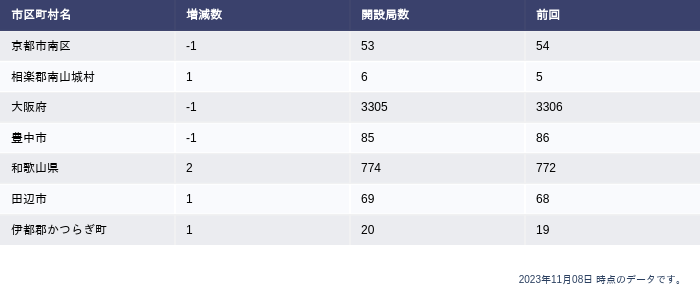 市区町村名 増減数 開設局数 前回
京都市南区 -1 53 54
相楽郡南山城村 1 6 5
大阪府 -1 3305 3306
豊中市 -1 85 86
和歌山県 2 774 772
田辺市 1 69 68
伊都郡かつらぎ町 1 20 19
2023年11月08日 時点のデータです。